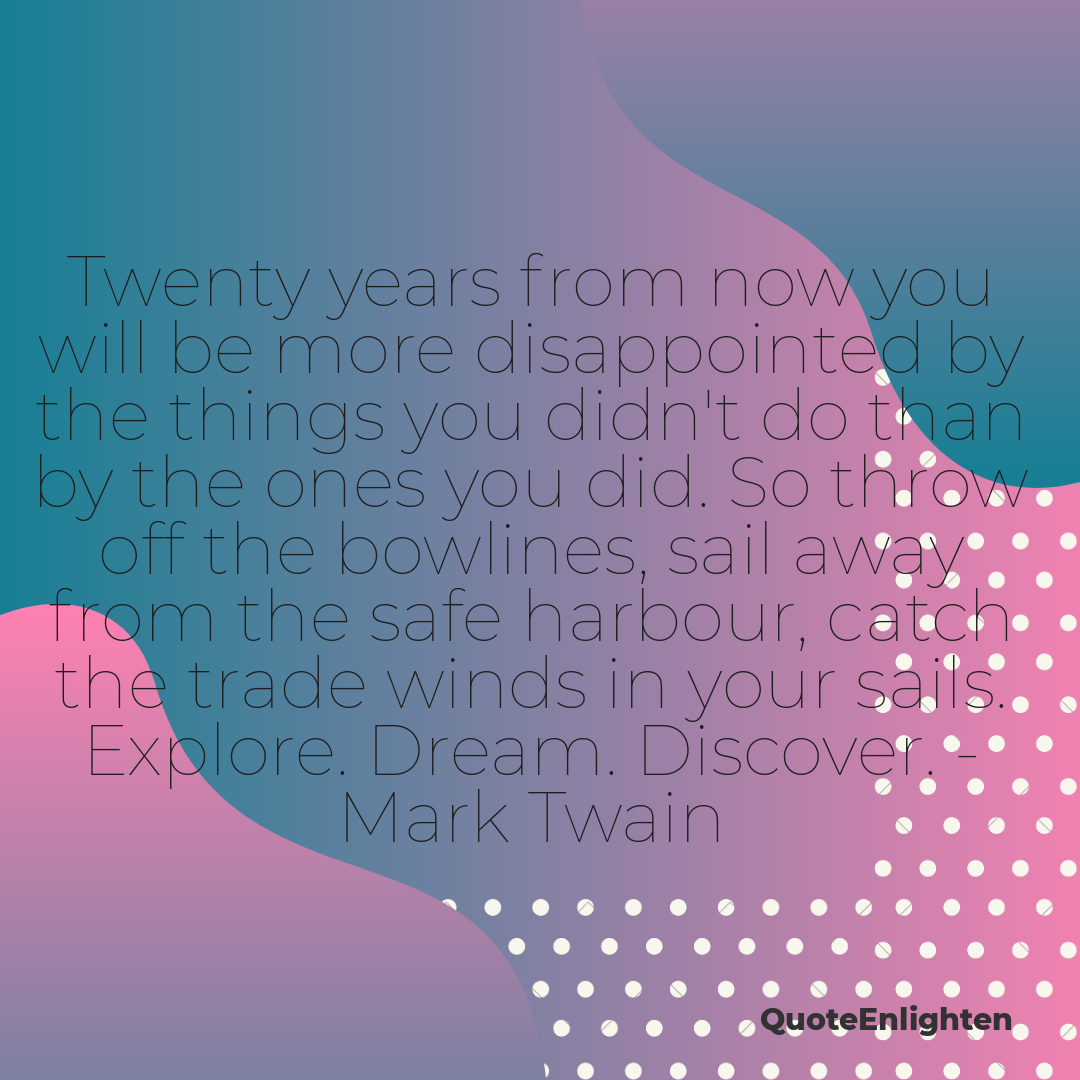 Twenty years from now you
will be more disappointed by
the things you didn't do than
by the ones you did. So throw
off the bowlines, sail away
from the safe harbour, catch
the trade winds in your sails.
Explore. Dream. Discover. -
Mark Twain
QuoteEnlighten